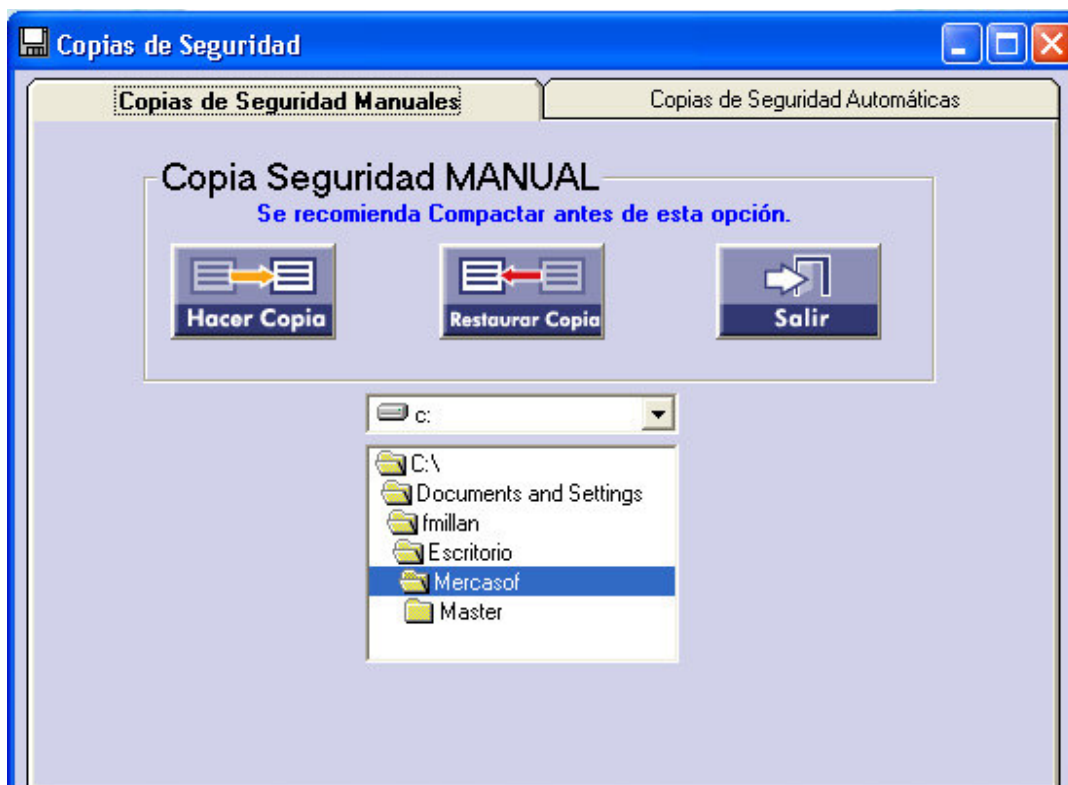 Copias de Seguridad
Copias de Seguridad Manuales
Copias de Seguridad Automáticas
Copia Seguridad MANUAL
Se recomienda Compactar antes de esta opción.
Hacer Copia
Restaurar Copia
Salir
c:
C:\
Documents and Settings
fmillan
Escritorio
Mercasof
Master